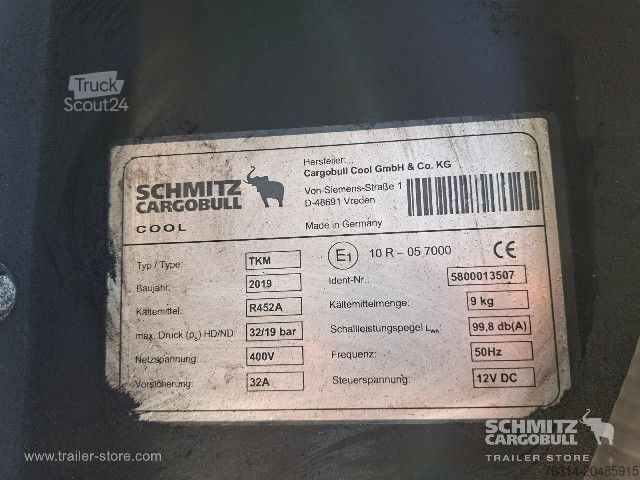 Truck
Scout24
SCHMITZ
CARGOBULL
COOL
Hersteller:
Cargobull Cool GmbH & Co. KG
Von-Siemens-Straße 1
D-48691 Vreden
Made in Germany
Typ / Type: TKM
E1 10 R - 05 7000 CE
Baujahr: 2019
Ident-Nr.: 5800013507
Kältemittel: R452A
Kältemittelmenge: 9 kg
max. Druck (ps) HD/ND: 32/19 bar
Schallleistungspegel LWA: 99,8 db(A)
Netzspannung: 400V
Frequenz: 50Hz
Vorsicherung: 32A
Steuerspannung: 12V DC
www.trailer-store.com
SCHMITZ
CARGOBULL
TRAILER STORE
76314-20485915